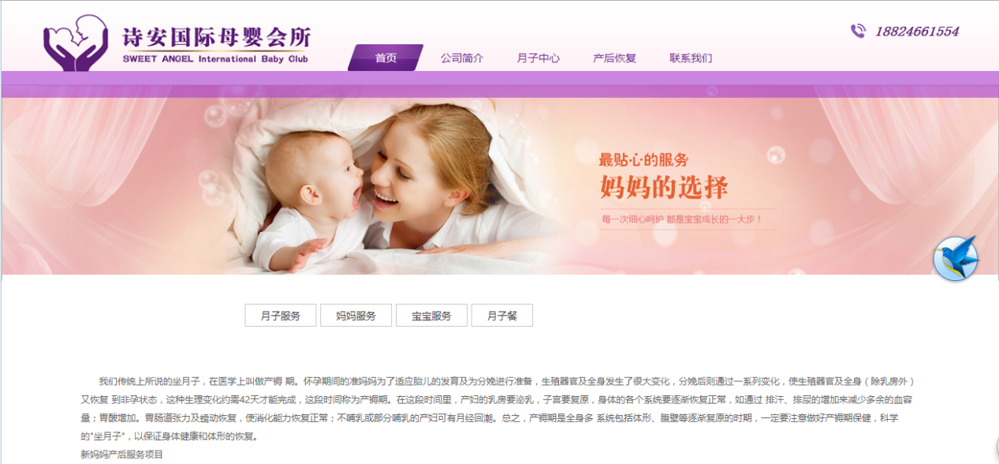 诗安国际母婴会所
SWEET ANGEL International Baby Club
18824661554
首页 公司简介 月子中心 产后恢复 联系我们
最贴心的服务
妈妈的选择
每一次细心呵护 都是宝宝成长的一大步！
月子服务 妈妈服务 宝宝服务 月子餐
我们传统上所说的坐月子，在医学上叫做产褥 期。怀孕期间的准妈妈为了适应胎儿的发育及为分娩进行准备，生殖器官及全身发生了很大变化，分娩后则通过一系列变化，使生殖器官及全身（除乳房外）
又恢复 到非孕状态，这种生理变化约需42天才能完成，这段时间称为产褥期。在这段时间里，产妇的乳房要泌乳，子宫要复原，身体的各个系统要逐渐恢复正常，如通过 排汗、排尿的增加来减少多余的血容
量；胃酸增加。胃肠道张力及蠕动恢复，使消化能力恢复正常；不哺乳或部分哺乳的产妇可有月经回潮。总之，产褥期是全身多 系统包括体形、腹壁等逐渐复原的时期，一定要注意做好产褥期保健，科学
的"坐月子"，以保证身体健康和体形的恢复。
新妈妈产后服务项目